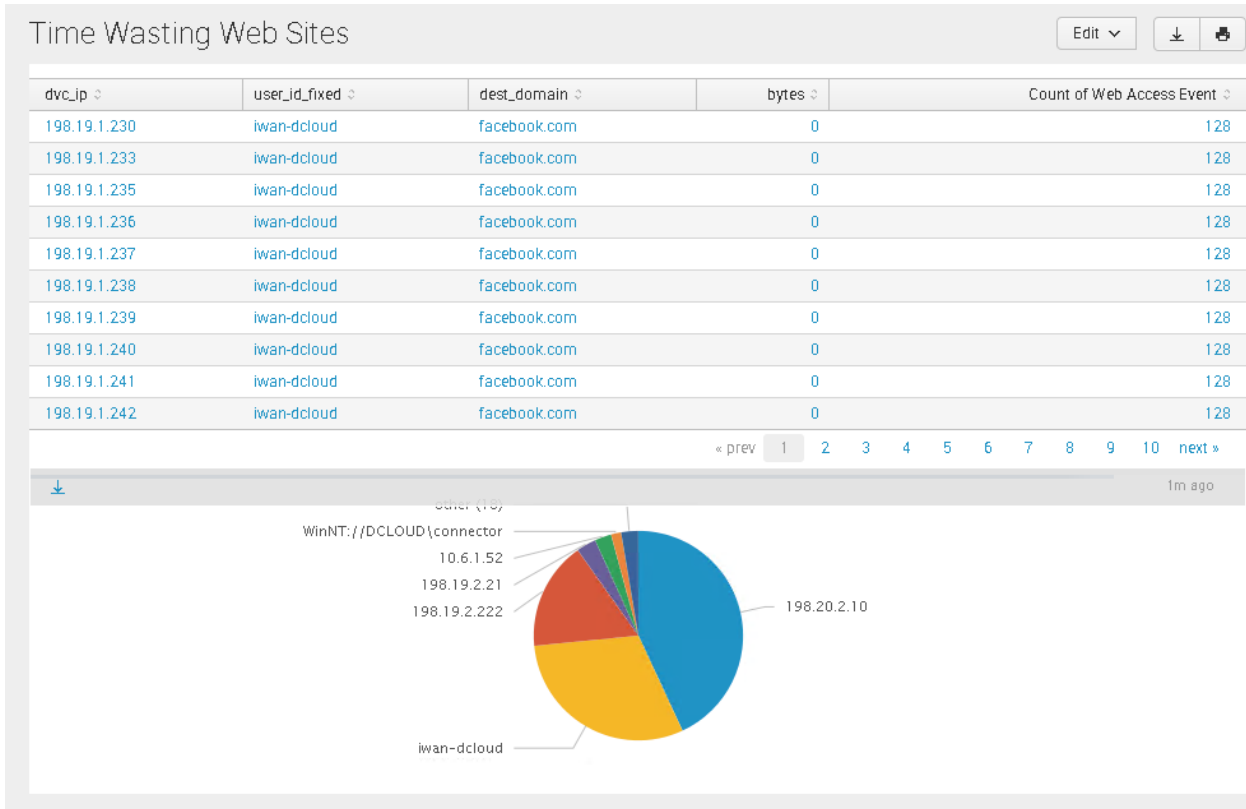 Time Wasting Web Sites
Edit
dvc_ip user_id_fixed dest_domain bytes Count of Web Access Event
198.19.1.230 iwan-dcloud facebook.com 0 128
198.19.1.233 iwan-dcloud facebook.com 0 128
198.19.1.235 iwan-dcloud facebook.com 0 128
198.19.1.236 iwan-dcloud facebook.com 0 128
198.19.1.237 iwan-dcloud facebook.com 0 128
198.19.1.238 iwan-dcloud facebook.com 0 128
198.19.1.239 iwan-dcloud facebook.com 0 128
198.19.1.240 iwan-dcloud facebook.com 0 128
198.19.1.241 iwan-dcloud facebook.com 0 128
198.19.1.242 iwan-dcloud facebook.com 0 128
« prev 1 2 3 4 5 6 7 8 9 10 next »
1m ago
other (18)
WinNT://DCLOUD\connector
10.6.1.52
198.19.2.21
198.19.2.222
198.20.2.10
iwan-dcloud